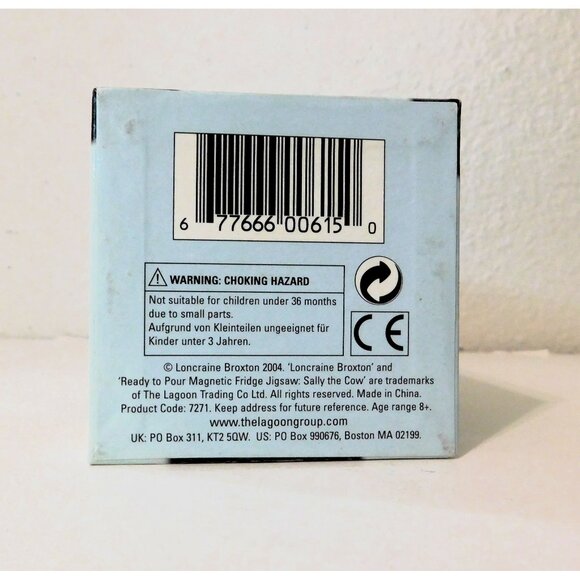 6 77666 00615 0
WARNING: CHOKING HAZARD
Not suitable for children under 36 months
due to small parts.
Aufgrund von Kleinteilen ungeeignet für
Kinder unter 3 Jahren.
CE
© Loncraine Broxton 2004. 'Loncraine Broxton' and
'Ready to Pour Magnetic Fridge Jigsaw: Sally the Cow' are trademarks
of The Lagoon Trading Co Ltd. All rights reserved. Made in China.
Product Code: 7271. Keep address for future reference. Age range 8+.
www.thelagoongroup.com
UK: PO Box 311, KT2 5QW. US: PO Box 990676, Boston MA 02199.